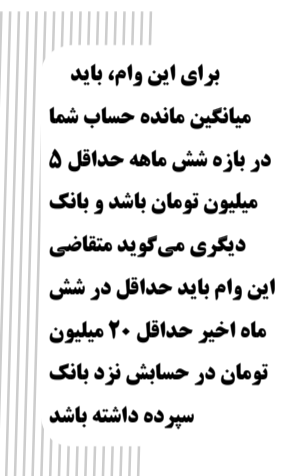 برای این وام، باید
میانگین مانده حساب شما
در بازه شش ماهه حداقل ۵
میلیون تومان باشد و بانک
دیگری می‌گوید متقاضی
این وام باید حداقل در شش
ماه اخیر حداقل ۲۰ میلیون
تومان در حسابش نزد بانک
سپرده داشته باشد